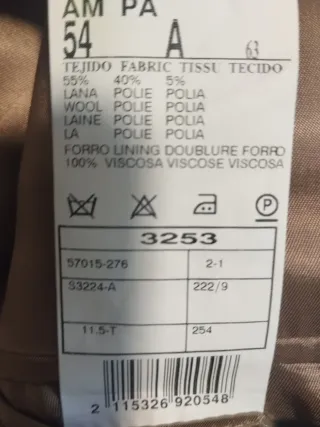 AM PA
54 A 63
TEJIDO FABRIC TISSU TECIDO
55% 40% 5%
LANA POLIE POLIA
WOOL POLIE POLIA
LAINE POLIE POLIA
LA POLIE POLIA
FORRO LINING DOUBLURE FORRO
100% VISCOSA VISCOSE VISCOSA
P
3253
57015-276 2-1
S3224-A 222/9
11.5-T 254
2 115326 920548